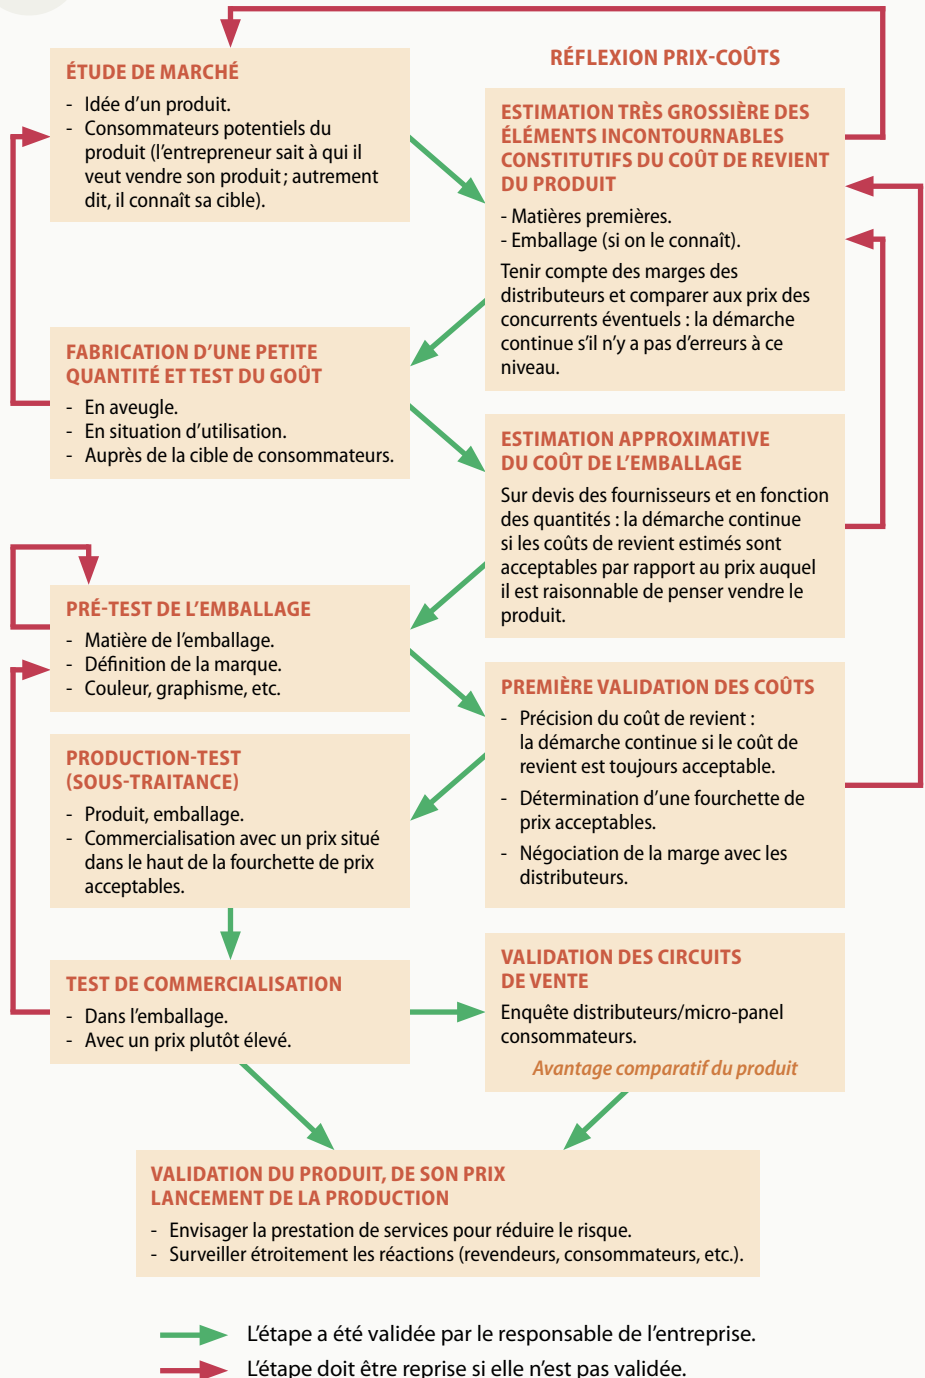 ÉTUDE DE MARCHÉ
- Idée d’un produit.
- Consommateurs potentiels du
produit (l’entrepreneur sait à qui il
veut vendre son produit ; autrement
dit, il connaît sa cible).
RÉFLEXION PRIX-COÛTS
ESTIMATION TRÈS GROSSIÈRE DES
ÉLÉMENTS INCONTOURNABLES
CONSTITUTIFS DU COÛT DE REVIENT
DU PRODUIT
- Matières premières.
- Emballage (si on le connaît).
Tenir compte des marges des
distributeurs et comparer aux prix des
concurrents éventuels : la démarche
continue s’il n’y a pas d’erreurs à ce
niveau.
FABRICATION D’UNE PETITE
QUANTITÉ ET TEST DU GOÛT
- En aveugle.
- En situation d’utilisation.
- Auprès de la cible de consommateurs.
ESTIMATION APPROXIMATIVE
DU COÛT DE L’EMBALLAGE
Sur devis des fournisseurs et en fonction
des quantités : la démarche continue
si les coûts de revient estimés sont
acceptables par rapport au prix auquel
il est raisonnable de penser vendre le
produit.
PRÉ-TEST DE L’EMBALLAGE
- Matière de l’emballage.
- Définition de la marque.
- Couleur, graphisme, etc.
PREMIÈRE VALIDATION DES COÛTS
- Précision du coût de revient :
la démarche continue si le coût de
revient est toujours acceptable.
- Détermination d’une fourchette de
prix acceptables.
- Négociation de la marge avec les
distributeurs.
PRODUCTION-TEST
(SOUS-TRAITANCE)
- Produit, emballage.
- Commercialisation avec un prix situé
dans le haut de la fourchette de prix
acceptables.
TEST DE COMMERCIALISATION
- Dans l’emballage.
- Avec un prix plutôt élevé.
VALIDATION DES CIRCUITS
DE VENTE
Enquête distributeurs/micro-panel
consommateurs.
Avantage comparatif du produit
VALIDATION DU PRODUIT, DE SON PRIX
LANCEMENT DE LA PRODUCTION
- Envisager la prestation de services pour réduire le risque.
- Surveiller étroitement les réactions (revendeurs, consommateurs, etc.).
L’étape a été validée par le responsable de l’entreprise.
L’étape doit être reprise si elle n’est pas validée.